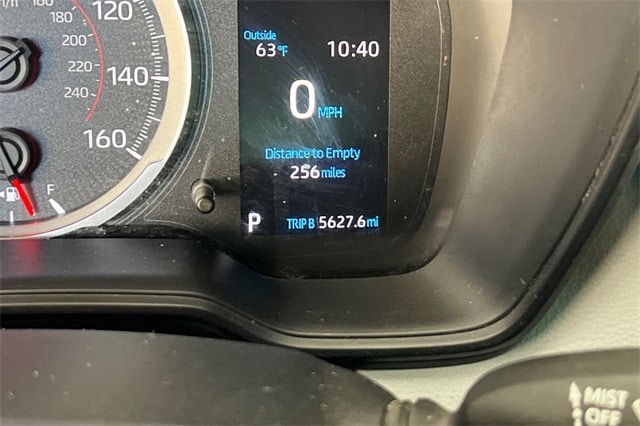 120
140
160
180
200
220
240
F
Outside
63°F
10:40
0 MPH
Distance to Empty
256 miles
P
TRIP B 5627.6 mi
MIST
OFF